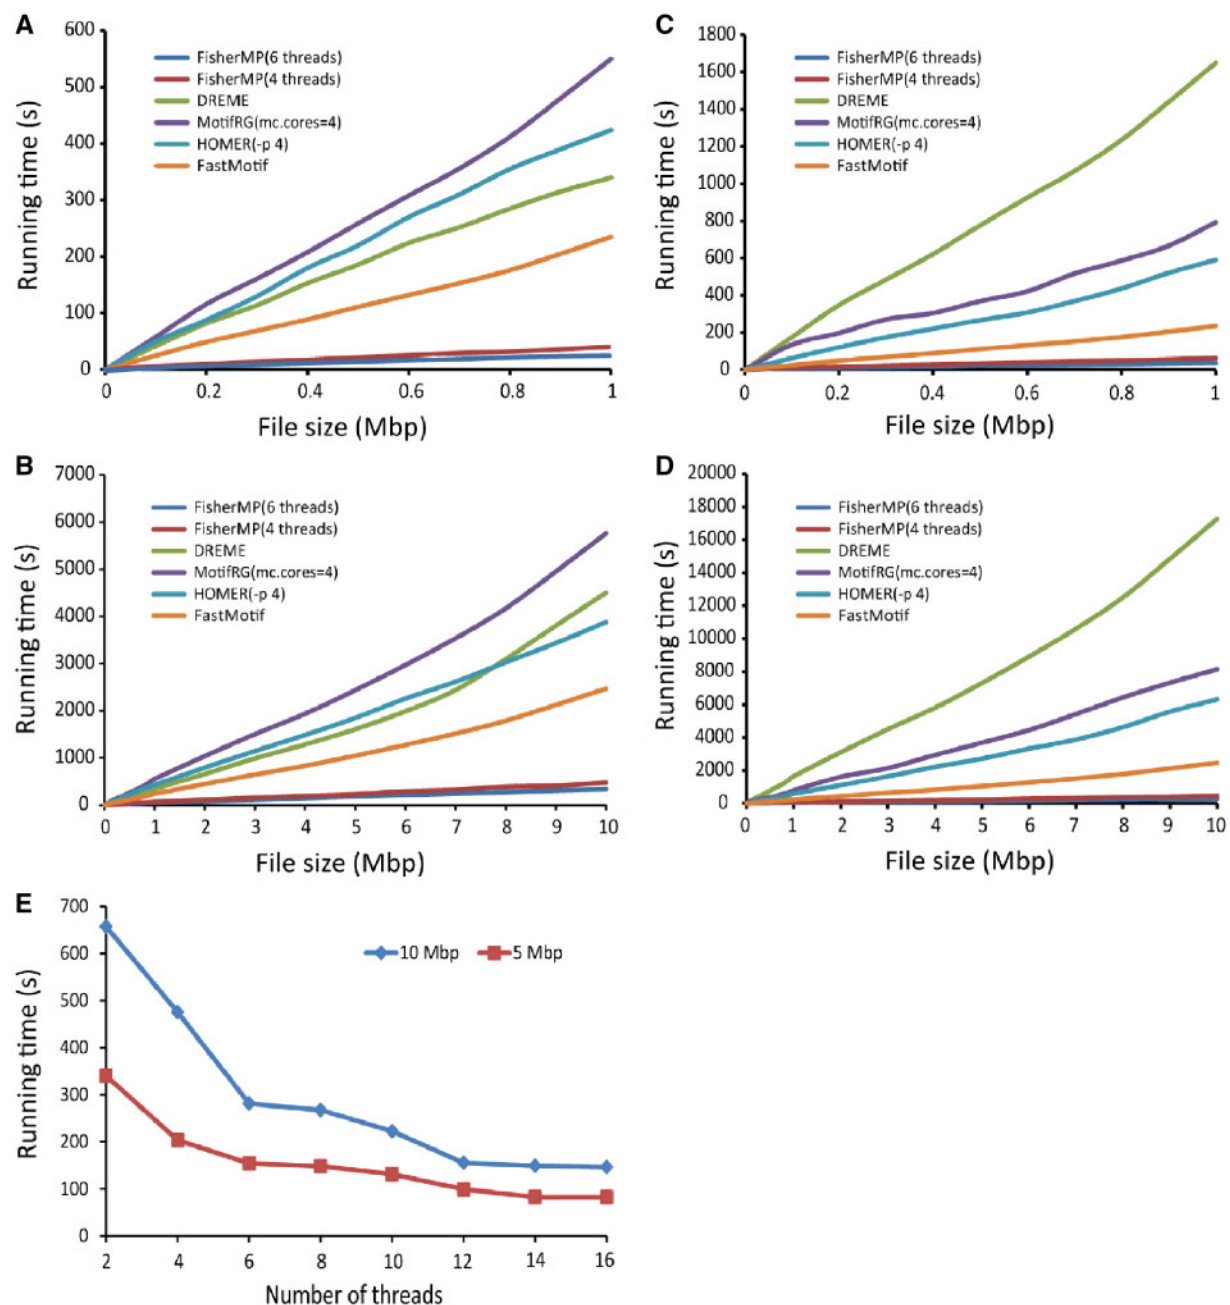 A
600
500
400
300
200
100
0
Running time (s)
FisherMP(6 threads)
FisherMP(4 threads)
DREME
MotifRG(mc.cores=4)
HOMER(-p 4)
FastMotif
0 0.2 0.4 0.6 0.8 1
File size (Mbp)
C
1800
1600
1400
1200
1000
800
600
400
200
0
Running time (s)
FisherMP(6 threads)
FisherMP(4 threads)
DREME
MotifRG(mc.cores=4)
HOMER(-p 4)
FastMotif
0 0.2 0.4 0.6 0.8 1
File size (Mbp)
B
7000
6000
5000
4000
3000
2000
1000
0
Running time (s)
FisherMP(6 threads)
FisherMP(4 threads)
DREME
MotifRG(mc.cores=4)
HOMER(-p 4)
FastMotif
0 1 2 3 4 5 6 7 8 9 10
File size (Mbp)
D
20000
18000
16000
14000
12000
10000
8000
6000
4000
2000
0
Running time (s)
FisherMP(6 threads)
FisherMP(4 threads)
DREME
MotifRG(mc.cores=4)
HOMER(-p 4)
FastMotif
0 1 2 3 4 5 6 7 8 9 10
File size (Mbp)
E
700
600
500
400
300
200
100
0
Running time (s)
10 Mbp 5 Mbp
2 4 6 8 10 12 14 16
Number of threads